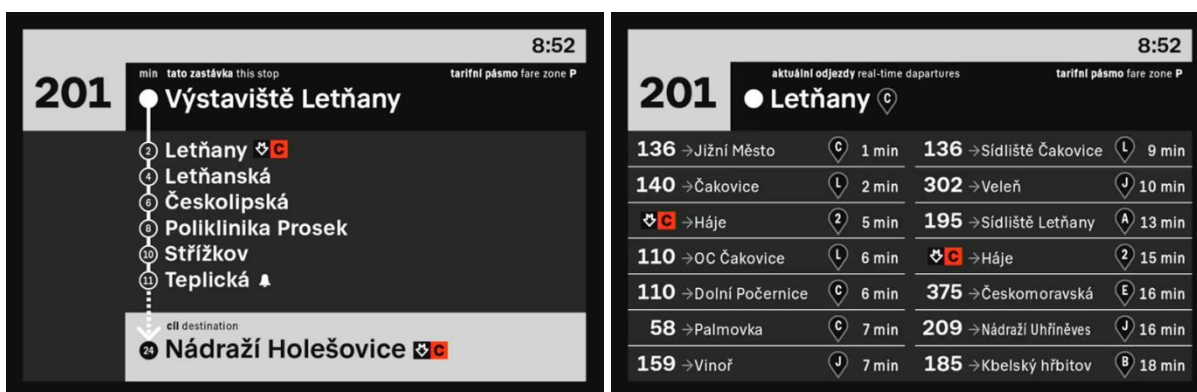 8:52
201
min tato zastávka this stop
tarifní pásmo fare zone P
Výstaviště Letňany
2 Letňany C
4 Letňanská
6 Českolipská
8 Poliklinika Prosek
10 Střížkov
11 Teplická
cíl destination
24 Nádraží Holešovice C
8:52
201
aktuální odjezdy real-time departures
tarifní pásmo fare zone P
Letňany C
136 →Jižní Město C 1 min
140 →Čakovice L 2 min
C →Háje 2 5 min
110 →OC Čakovice L 6 min
110 →Dolní Počernice C 6 min
58 →Palmovka C 7 min
159 →Vinoř J 7 min
136 →Sídliště Čakovice L 9 min
302 →Veleň J 10 min
195 →Sídliště Letňany A 13 min
C →Háje 2 15 min
375 →Českomoravská E 16 min
209 →Nádraží Uhříněves J 16 min
185 →Kbelský hřbitov B 18 min